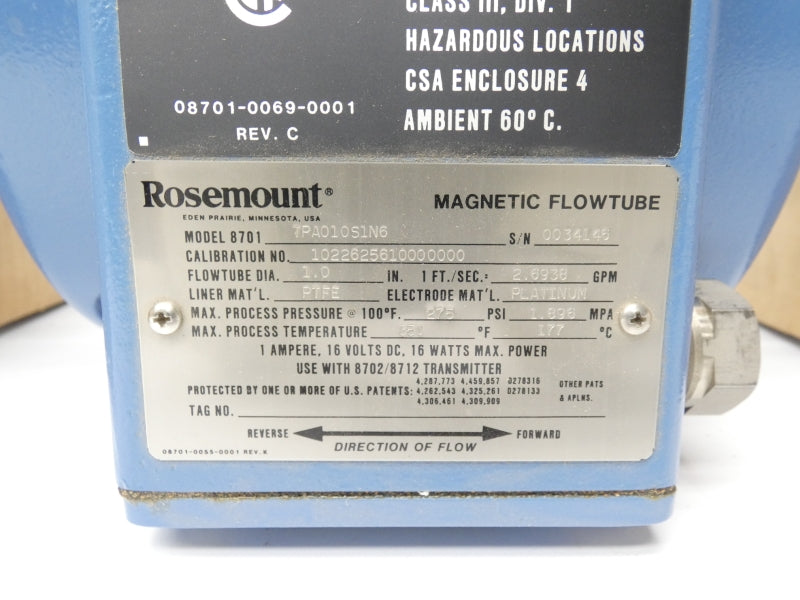 CLASS III, DIV. 1
HAZARDOUS LOCATIONS
CSA ENCLOSURE 4
AMBIENT 60° C.
08701-0069-0001
REV. C
Rosemount®
EDEN PRAIRIE, MINNESOTA, USA
MAGNETIC FLOWTUBE
MODEL 8701 7PA010S1N6 S/N 0034146
CALIBRATION NO. 1022625610000000
FLOWTUBE DIA. 1.0 IN. 1 FT./SEC.= 2.6938 GPM
LINER MAT'L. PTFE ELECTRODE MAT'L. PLATINUM
MAX. PROCESS PRESSURE @ 100°F. 275 PSI 1.896 MPA
MAX. PROCESS TEMPERATURE °F 177 °C
1 AMPERE, 16 VOLTS DC, 16 WATTS MAX. POWER
USE WITH 8702/8712 TRANSMITTER
PROTECTED BY ONE OR MORE OF U.S. PATENTS: 4,287,773 4,459,857 D278316
4,262,543 4,325,261 D278133
4,306,461 4,309,909
OTHER PATS
& APLNS.
TAG NO.
REVERSE FORWARD
DIRECTION OF FLOW
08701-0055-0001 REV. K